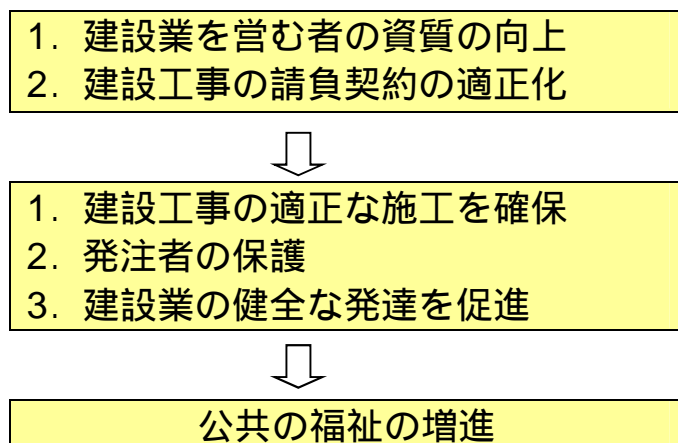 1. 建設業を営む者の資質の向上
2. 建設工事の請負契約の適正化
1. 建設工事の適正な施工を確保
2. 発注者の保護
3. 建設業の健全な発達を促進
公共の福祉の増進